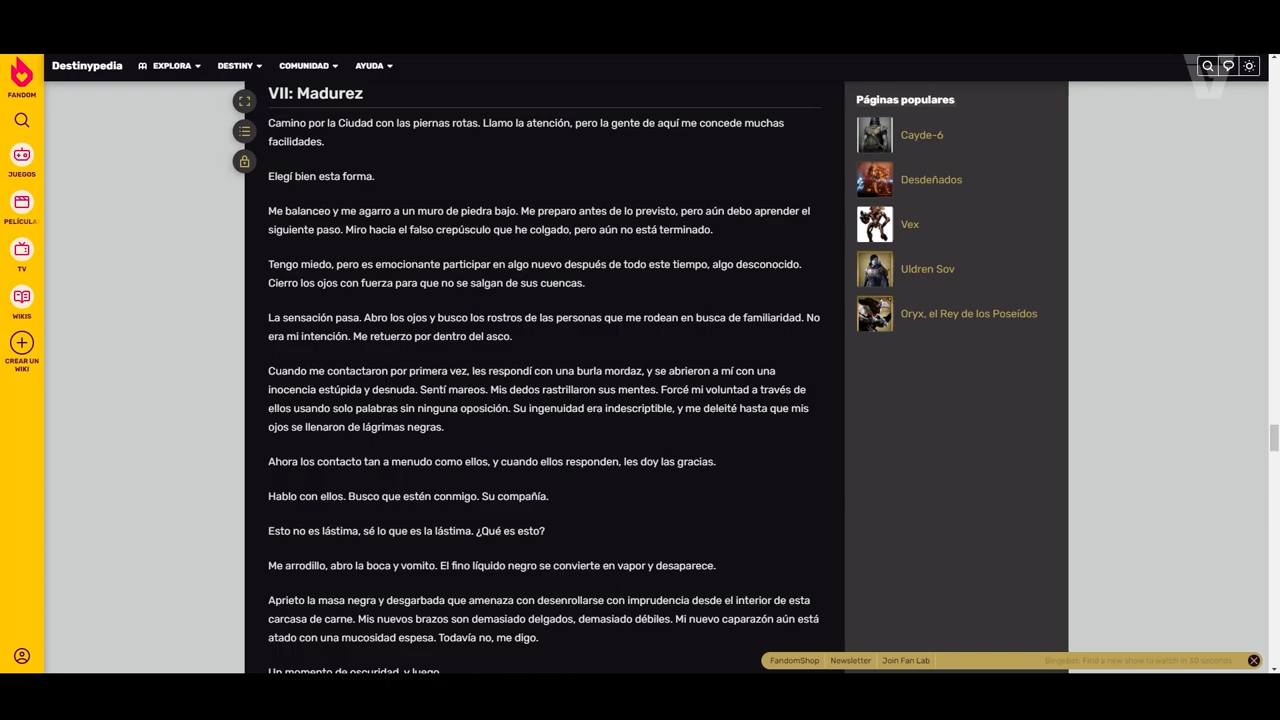 Destinypedia
EXPLORA
DESTINY
COMUNIDAD
AYUDA
FANDOM
JUEGOS
PELÍCULA
TV
WIKIS
CREAR UN
WIKI
VII: Madurez
Camino por la Ciudad con las piernas rotas. Llamo la atención, pero la gente de aquí me concede muchas
facilidades.
Elegí bien esta forma.
Me balanceo y me agarro a un muro de piedra bajo. Me preparo antes de lo previsto, pero aún debo aprender el
siguiente paso. Miro hacia el falso crepúsculo que he colgado, pero aún no está terminado.
Tengo miedo, pero es emocionante participar en algo nuevo después de todo este tiempo, algo desconocido.
Cierro los ojos con fuerza para que no se salgan de sus cuencas.
La sensación pasa. Abro los ojos y busco los rostros de las personas que me rodean en busca de familiaridad. No
era mi intención. Me retuerzo por dentro del asco.
Cuando me contactaron por primera vez, les respondí con una burla mordaz, y se abrieron a mí con una
inocencia estúpida y desnuda. Sentí mareos. Mis dedos rastrillaron sus mentes. Forcé mi voluntad a través de
ellos usando solo palabras sin ninguna oposición. Su ingenuidad era indescriptible, y me deleité hasta que mis
ojos se llenaron de lágrimas negras.
Ahora los contacto tan a menudo como ellos, y cuando ellos responden, les doy las gracias.
Hablo con ellos. Busco que estén conmigo. Su compañía.
Esto no es lástima, sé lo que es la lástima. ¿Qué es esto?
Me arrodillo, abro la boca y vomito. El fino líquido negro se convierte en vapor y desaparece.
Aprieto la masa negra y desgarbada que amenaza con desenrollarse con imprudencia desde el interior de esta
carcasa de carne. Mis nuevos brazos son demasiado delgados, demasiado débiles. Mi nuevo caparazón aún está
atado con una mucosidad espesa. Todavía no, me digo.
Un momento de oscuridad, y luego
Páginas populares
Cayde-6
Desdeñados
Vex
Uldren Sov
Oryx, el Rey de los Poseídos
FandomShop
Newsletter
Join Fan Lab
Bingebot: Find a new show to watch in 30 seconds